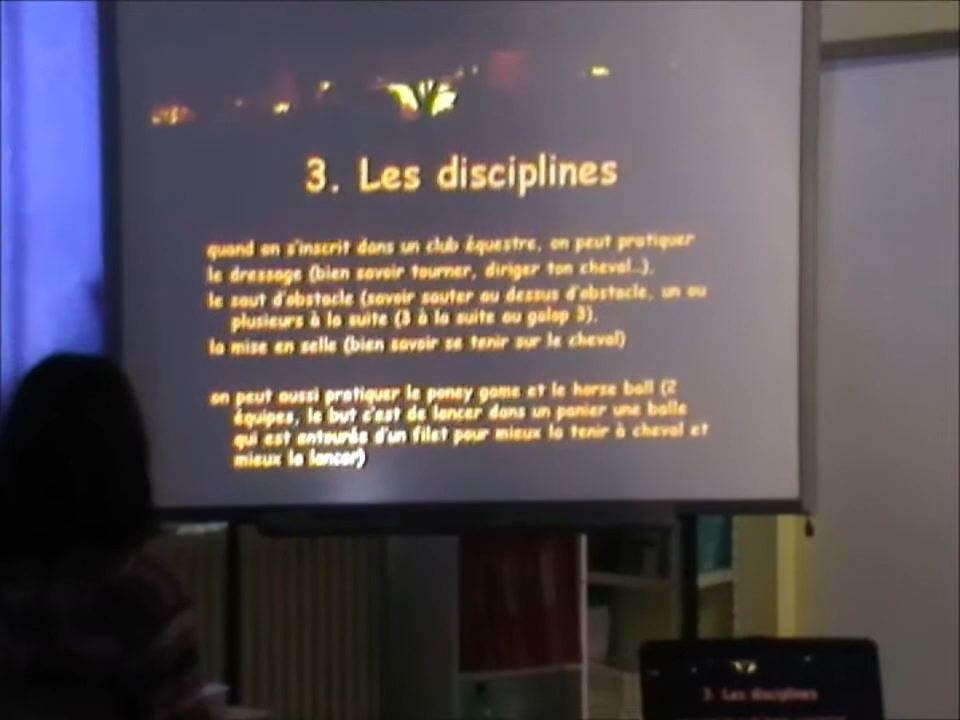 3. Les disciplines
quand on s'inscrit dans un club équestre, on peut pratiquer
le dressage (bien savoir tourner, diriger ton cheval…),
le saut d'obstacle (savoir sauter au dessus d'obstacle, un ou
plusieurs à la suite (3 à la suite au galop 3),
la mise en selle (bien savoir se tenir sur le cheval)
on peut aussi pratiquer le poney game et le horse ball (2
équipes, le but c'est de lancer dans un panier une balle
qui est entourée d'un filet pour mieux la tenir à cheval et
mieux la lancer)
3. Les disciplines